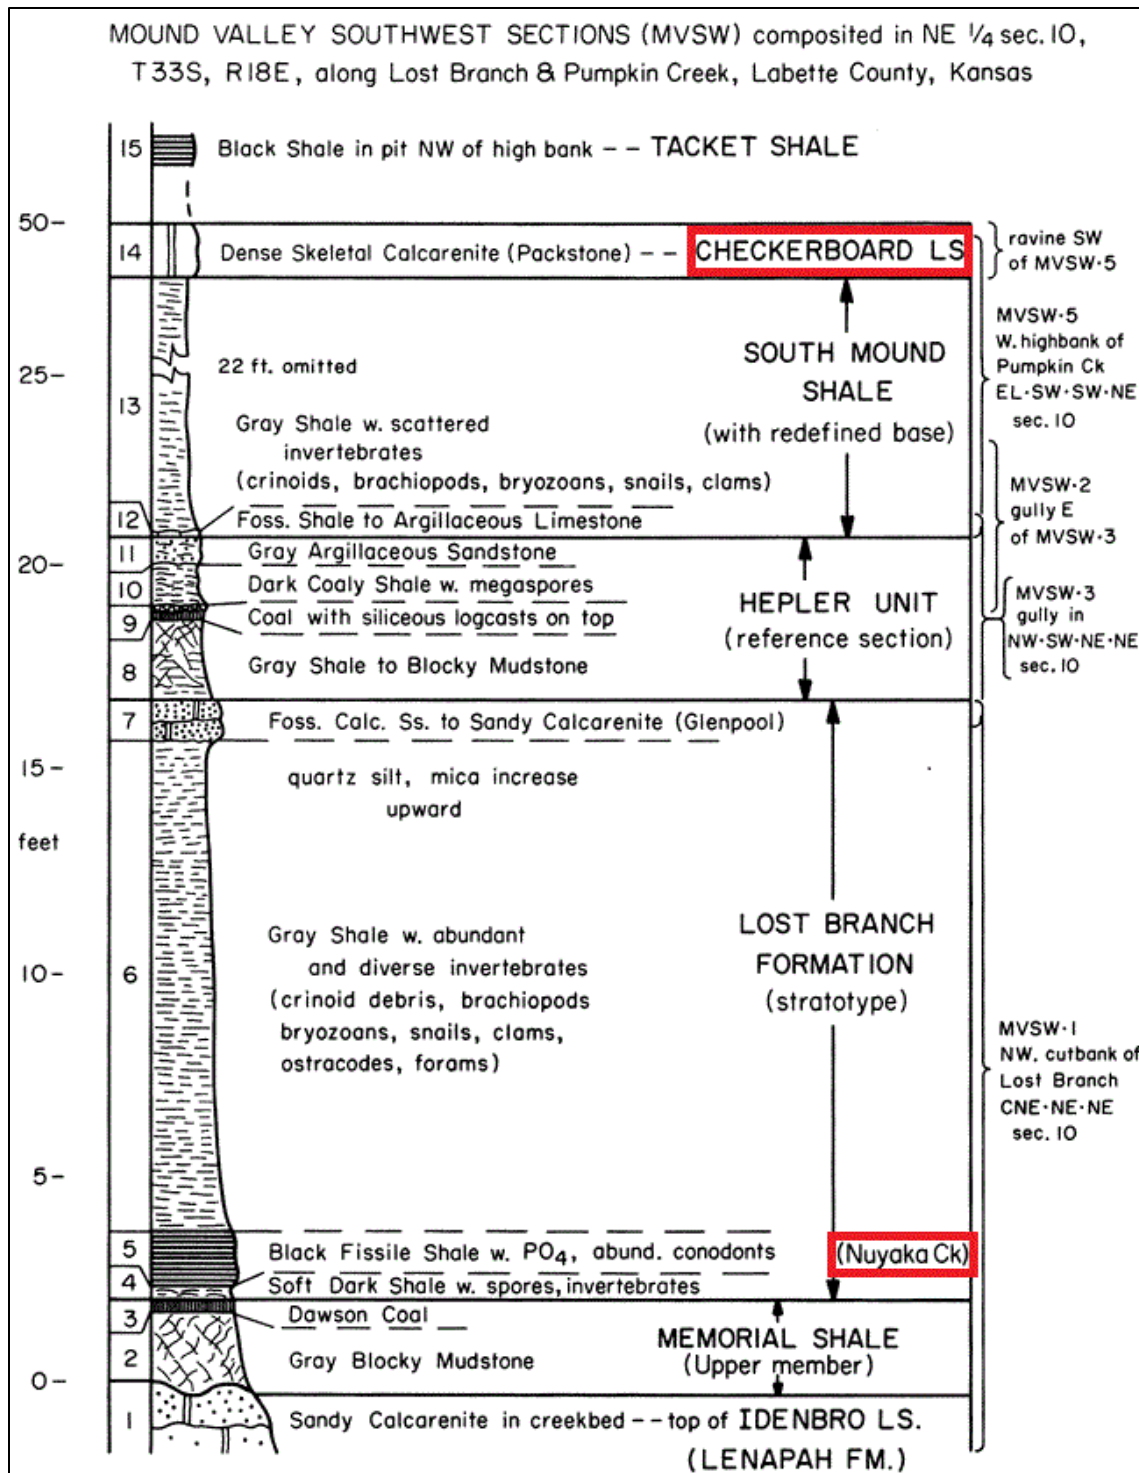 MOUND VALLEY SOUTHWEST SECTIONS (MVSW) composited in NE 1/4 sec. 10,
T33S, R18E, along Lost Branch & Pumpkin Creek, Labette County, Kansas
15 Black Shale in pit NW of high bank -- TACKET SHALE
50-
14 Dense Skeletal Calcarenite (Packstone) -- CHECKERBOARD LS
ravine SW
of MVSW-5
MVSW-5
W. highbank of
Pumpkin Ck
EL-SW-SW-NE
sec. 10
SOUTH MOUND
SHALE
(with redefined base)
25-
22 ft. omitted
13
Gray Shale w. scattered
invertebrates
(crinoids, brachiopods, bryozoans, snails, clams)
12 Foss. Shale to Argillaceous Limestone
MVSW-2
gully E
of MVSW-3
11 Gray Argillaceous Sandstone
20-
10 Dark Coaly Shale w. megaspores
9 Coal with siliceous logcasts on top
8 Gray Shale to Blocky Mudstone
HEPLER UNIT
(reference section)
MVSW-3
gully in
NW-SW-NE-NE
sec. 10
7 Foss. Calc. Ss. to Sandy Calcarenite (Glenpool)
15-
quartz silt, mica increase
upward
feet
LOST BRANCH
FORMATION
(stratotype)
10-
6
Gray Shale w. abundant
and diverse invertebrates
(crinoid debris, brachiopods
bryozoans, snails, clams,
ostracodes, forams)
MVSW-1
NW. cutbank of
Lost Branch
CNE-NE-NE
sec. 10
5-
5 Black Fissile Shale w. PO4, abund. conodonts (Nuyaka Ck)
4 Soft Dark Shale w. spores, invertebrates
3 Dawson Coal
2 Gray Blocky Mudstone
MEMORIAL SHALE
(Upper member)
0-
1 Sandy Calcarenite in creekbed -- top of IDENBRO LS.
(LENAPAH FM.)